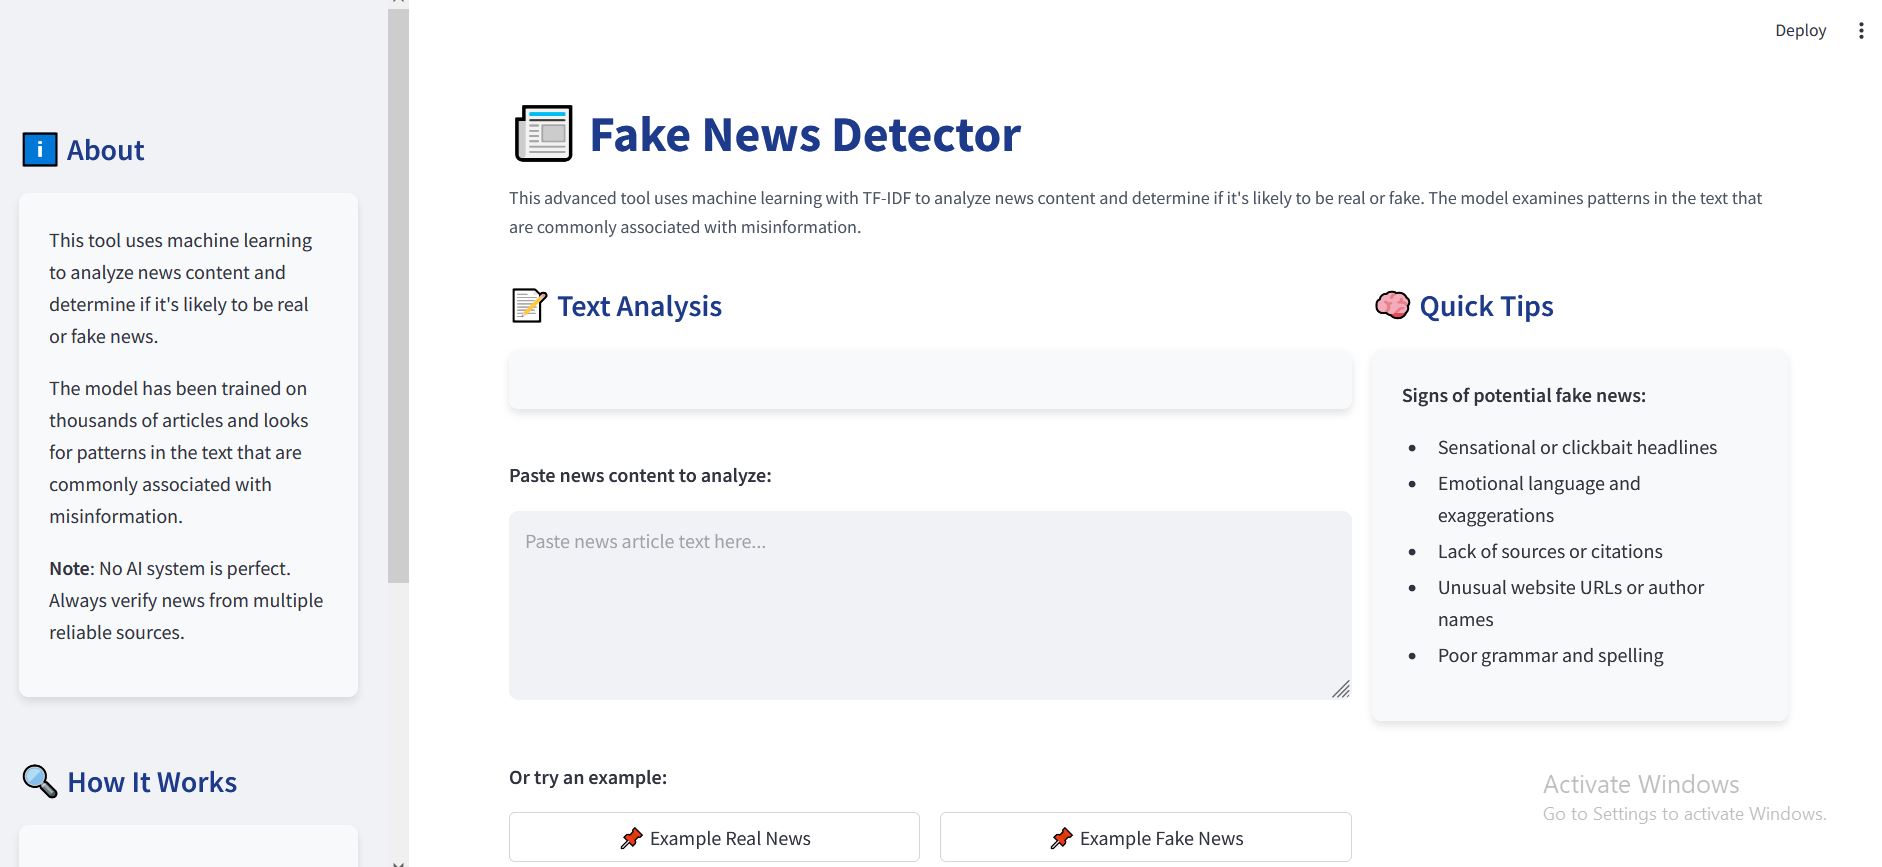 Deploy
About
This tool uses machine learning
to analyze news content and
determine if it's likely to be real
or fake news.
The model has been trained on
thousands of articles and looks
for patterns in the text that are
commonly associated with
misinformation.
Note: No AI system is perfect.
Always verify news from multiple
reliable sources.
How It Works
Fake News Detector
This advanced tool uses machine learning with TF-IDF to analyze news content and determine if it's likely to be real or fake. The model examines patterns in the text that
are commonly associated with misinformation.
Text Analysis
Paste news content to analyze:
Paste news article text here...
Or try an example:
Example Real News
Example Fake News
Quick Tips
Signs of potential fake news:
Sensational or clickbait headlines
Emotional language and
exaggerations
Lack of sources or citations
Unusual website URLs or author
names
Poor grammar and spelling
Activate Windows
Go to Settings to activate Windows.